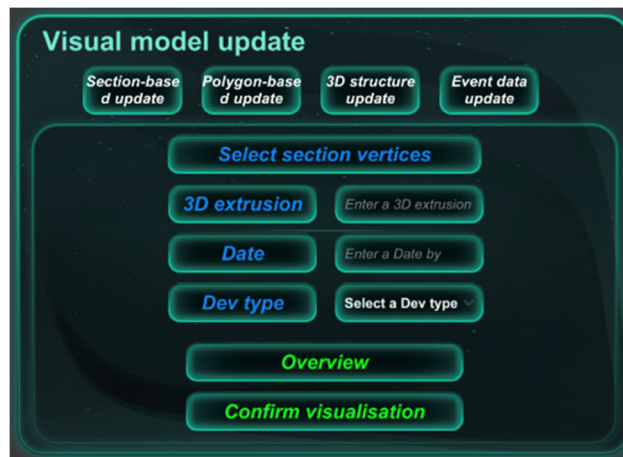 Visual model update
Section-base Polygon-base 3D structure Event data
d update d update update update
Select section vertices
3D extrusion Enter a 3D extrusion
Date Enter a Date by
Dev type Select a Dev type
Overview
Confirm visualisation